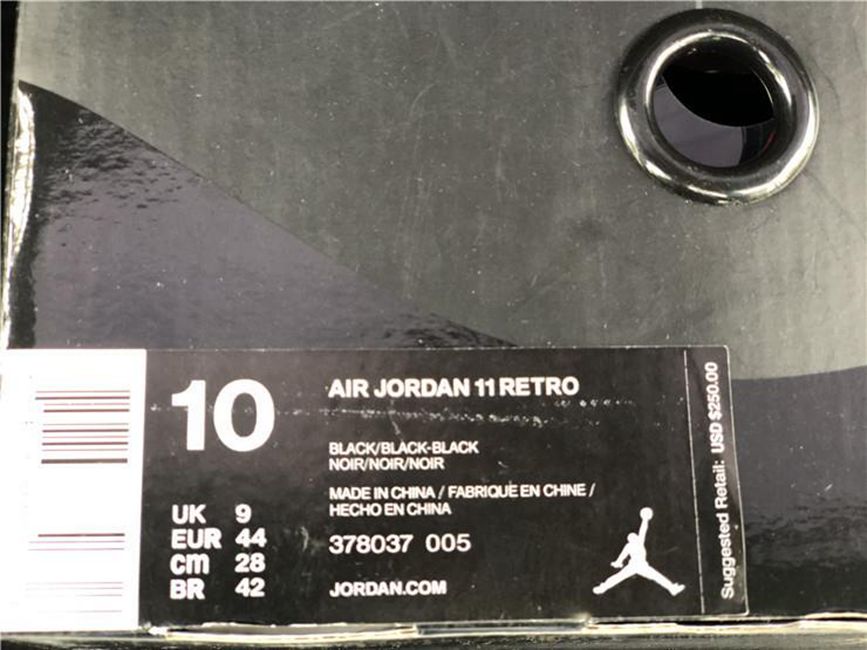 10
AIR JORDAN 11 RETRO
BLACK/BLACK-BLACK
NOIR/NOIR/NOIR
MADE IN CHINA / FABRIQUE EN CHINE /
HECHO EN CHINA
UK 9
EUR 44
cm 28
BR 42
378037 005
JORDAN.COM
Suggested Retail: USD $250.00